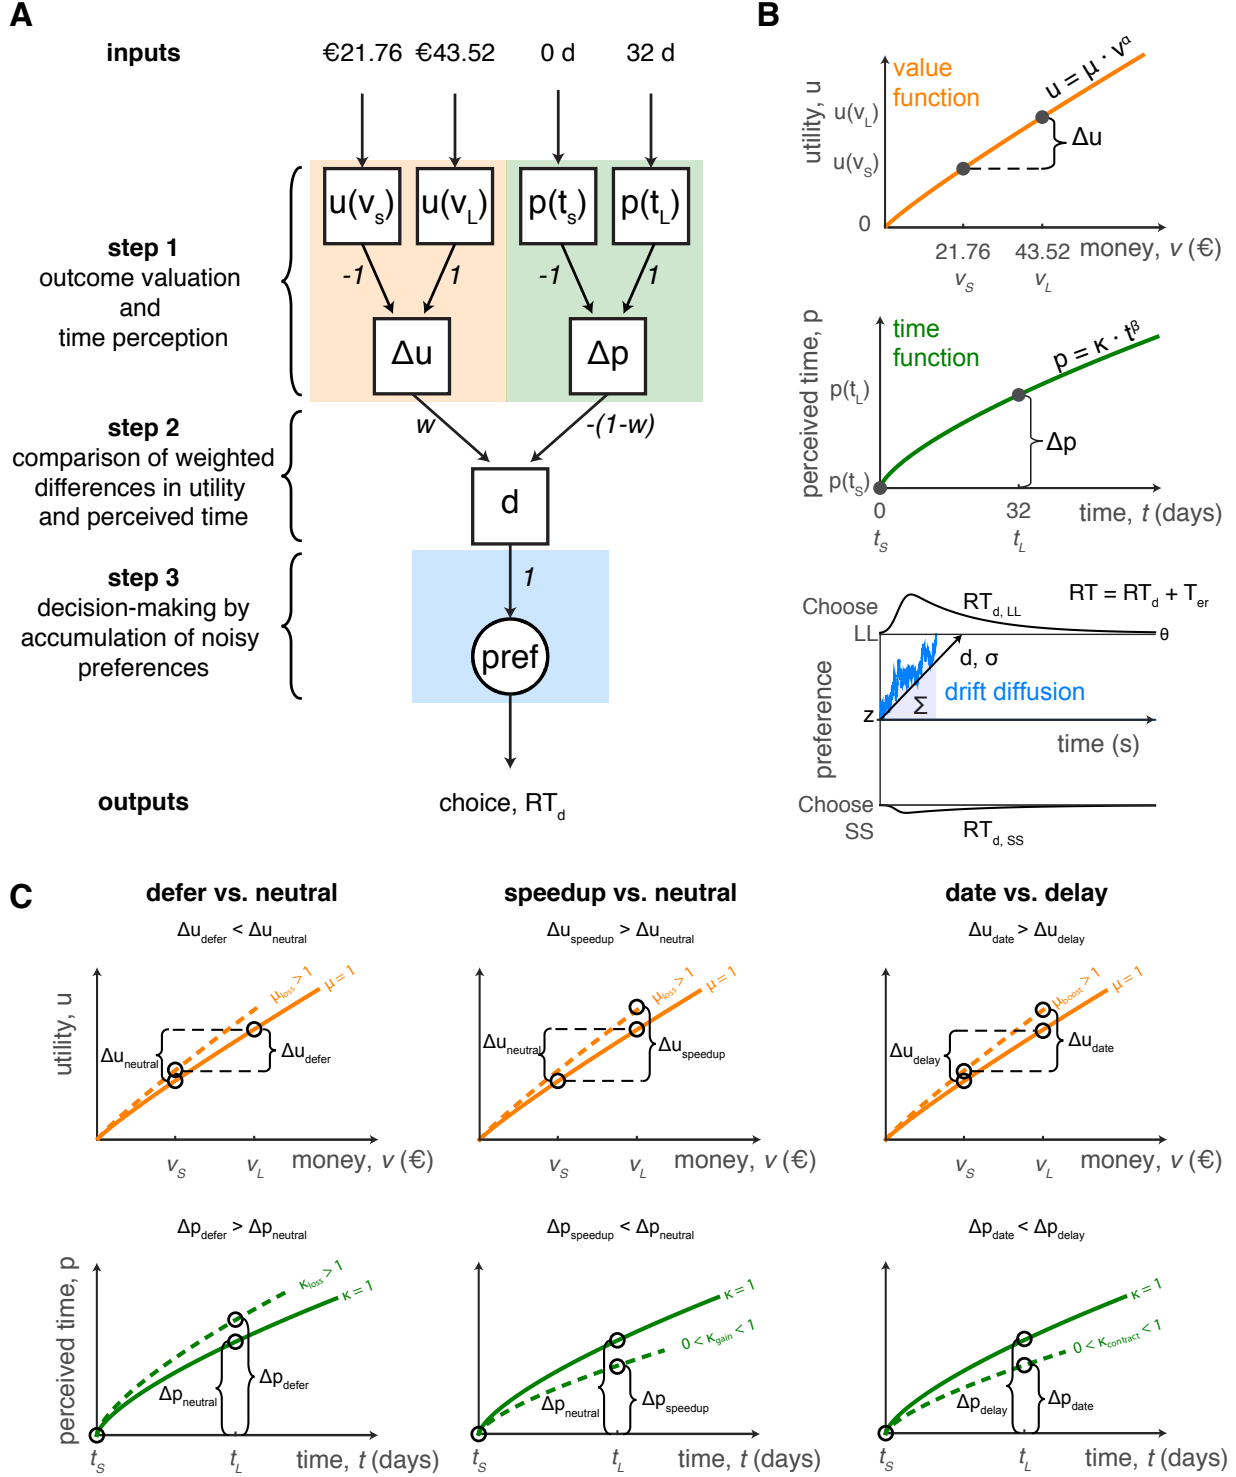 A
inputs
€21.76 €43.52 0 d 32 d
u(vs) u(vL) p(ts) p(tL)
-1 1 -1 1
Δu Δp
step 1
outcome valuation
and
time perception
w -(1-w)
step 2
comparison of weighted
differences in utility
and perceived time
d
1
step 3
decision-making by
accumulation of noisy
preferences
pref
outputs
choice, RTd
B
value
function
u = μ · vα
utility, u
u(vL)
u(vS)
0
Δu
21.76 43.52 money, v (€)
vS vL
time
function
p = κ · tβ
perceived time, p
p(tL)
p(tS)
Δp
0 32 time, t (days)
tS tL
Choose
LL
RTd, LL
RT = RTd + Ter
θ
d, σ
drift diffusion
Σ
z
preference
time (s)
Choose
SS
RTd, SS
C
defer vs. neutral
Δudefer < Δuneutral
utility, u
μloss > 1
μ = 1
Δuneutral
Δudefer
vS vL money, v (€)
Δpdefer > Δpneutral
perceived time, p
κloss > 1
κ = 1
Δpneutral
Δpdefer
tS tL time, t (days)
speedup vs. neutral
Δuspeedup > Δuneutral
μloss > 1
μ = 1
Δuneutral
Δuspeedup
vS vL money, v (€)
Δpspeedup < Δpneutral
κ = 1
0 < κgain < 1
Δpneutral
Δpspeedup
tS tL time, t (days)
date vs. delay
Δudate > Δudelay
μboost > 1
μ = 1
Δudelay
Δudate
vS vL money, v (€)
Δpdate < Δpdelay
κ = 1
0 < κcontract < 1
Δpdelay
Δpdate
tS tL time, t (days)